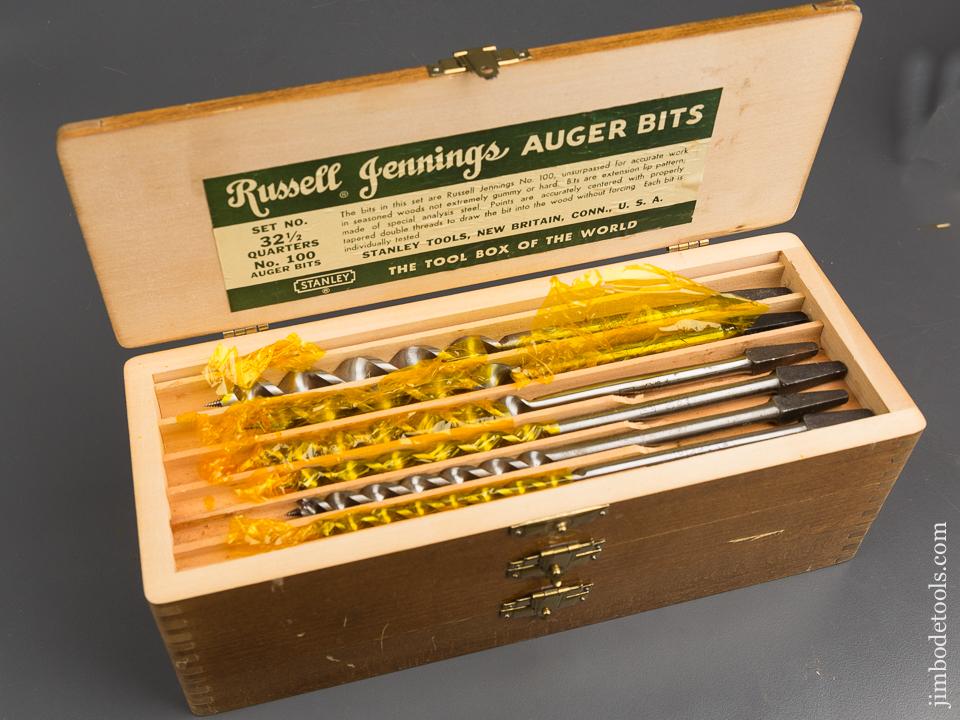 Russell Jennings AUGER BITS
®
SET NO.
32½
QUARTERS
No. 100
AUGER BITS
The bits in this set are Russell Jennings No. 100, unsurpassed for accurate work
in seasoned woods not extremely gummy or hard. Bits are extension lip pattern,
made of special analysis steel. Points are accurately centered with properly
tapered double threads to draw the bit into the wood without forcing. Each bit is
individually tested.
STANLEY TOOLS, NEW BRITAIN, CONN., U. S. A.
STANLEY
®
THE TOOL BOX OF THE WORLD
jimbodetools.com